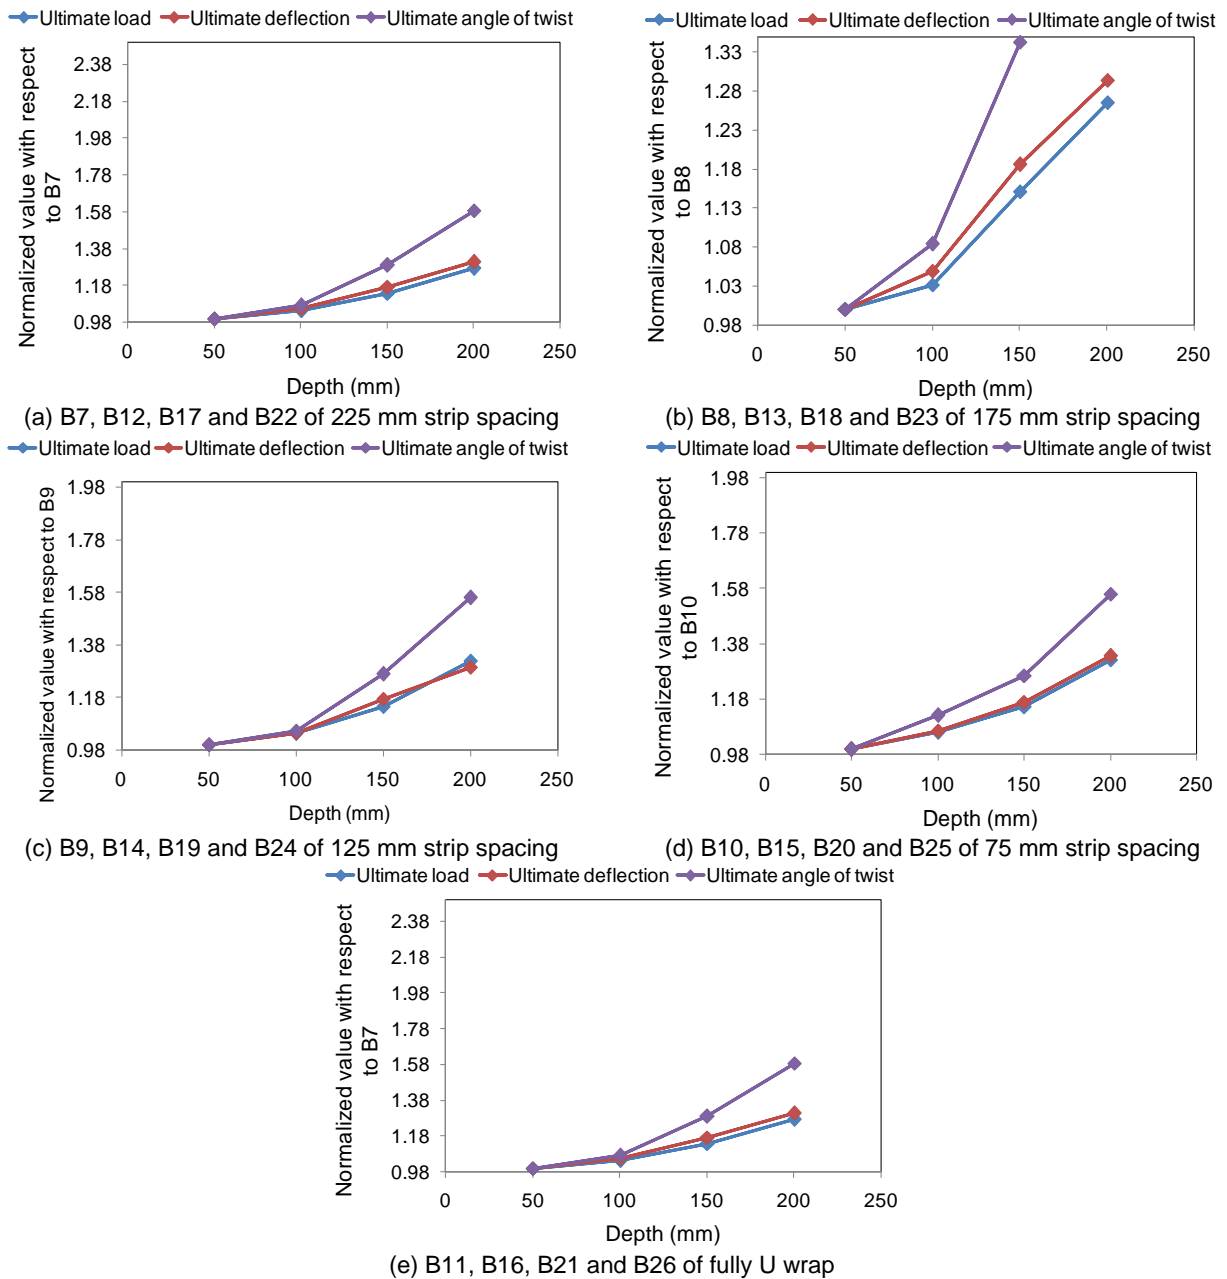 Ultimate load Ultimate deflection Ultimate angle of twist
Normalized value with respect
to B7
2.38
2.18
1.98
1.78
1.58
1.38
1.18
0.98
0 50 100 150 200 250
Depth (mm)
(a) B7, B12, B17 and B22 of 225 mm strip spacing
Ultimate load Ultimate deflection Ultimate angle of twist
Normalized value with respect
to B8
1.33
1.28
1.23
1.18
1.13
1.08
1.03
0.98
0 50 100 150 200 250
Depth (mm)
(b) B8, B13, B18 and B23 of 175 mm strip spacing
Ultimate load Ultimate deflection Ultimate angle of twist
Normalized value with respect to B9
1.98
1.78
1.58
1.38
1.18
0.98
0 50 100 150 200 250
Depth (mm)
(c) B9, B14, B19 and B24 of 125 mm strip spacing
Ultimate load Ultimate deflection Ultimate angle of twist
Normalized value with respect
to B10
1.98
1.78
1.58
1.38
1.18
0.98
0 50 100 150 200 250
Depth (mm)
(d) B10, B15, B20 and B25 of 75 mm strip spacing
Ultimate load Ultimate deflection Ultimate angle of twist
Normalized value with respect
to B7
2.38
2.18
1.98
1.78
1.58
1.38
1.18
0.98
0 50 100 150 200 250
Depth (mm)
(e) B11, B16, B21 and B26 of fully U wrap